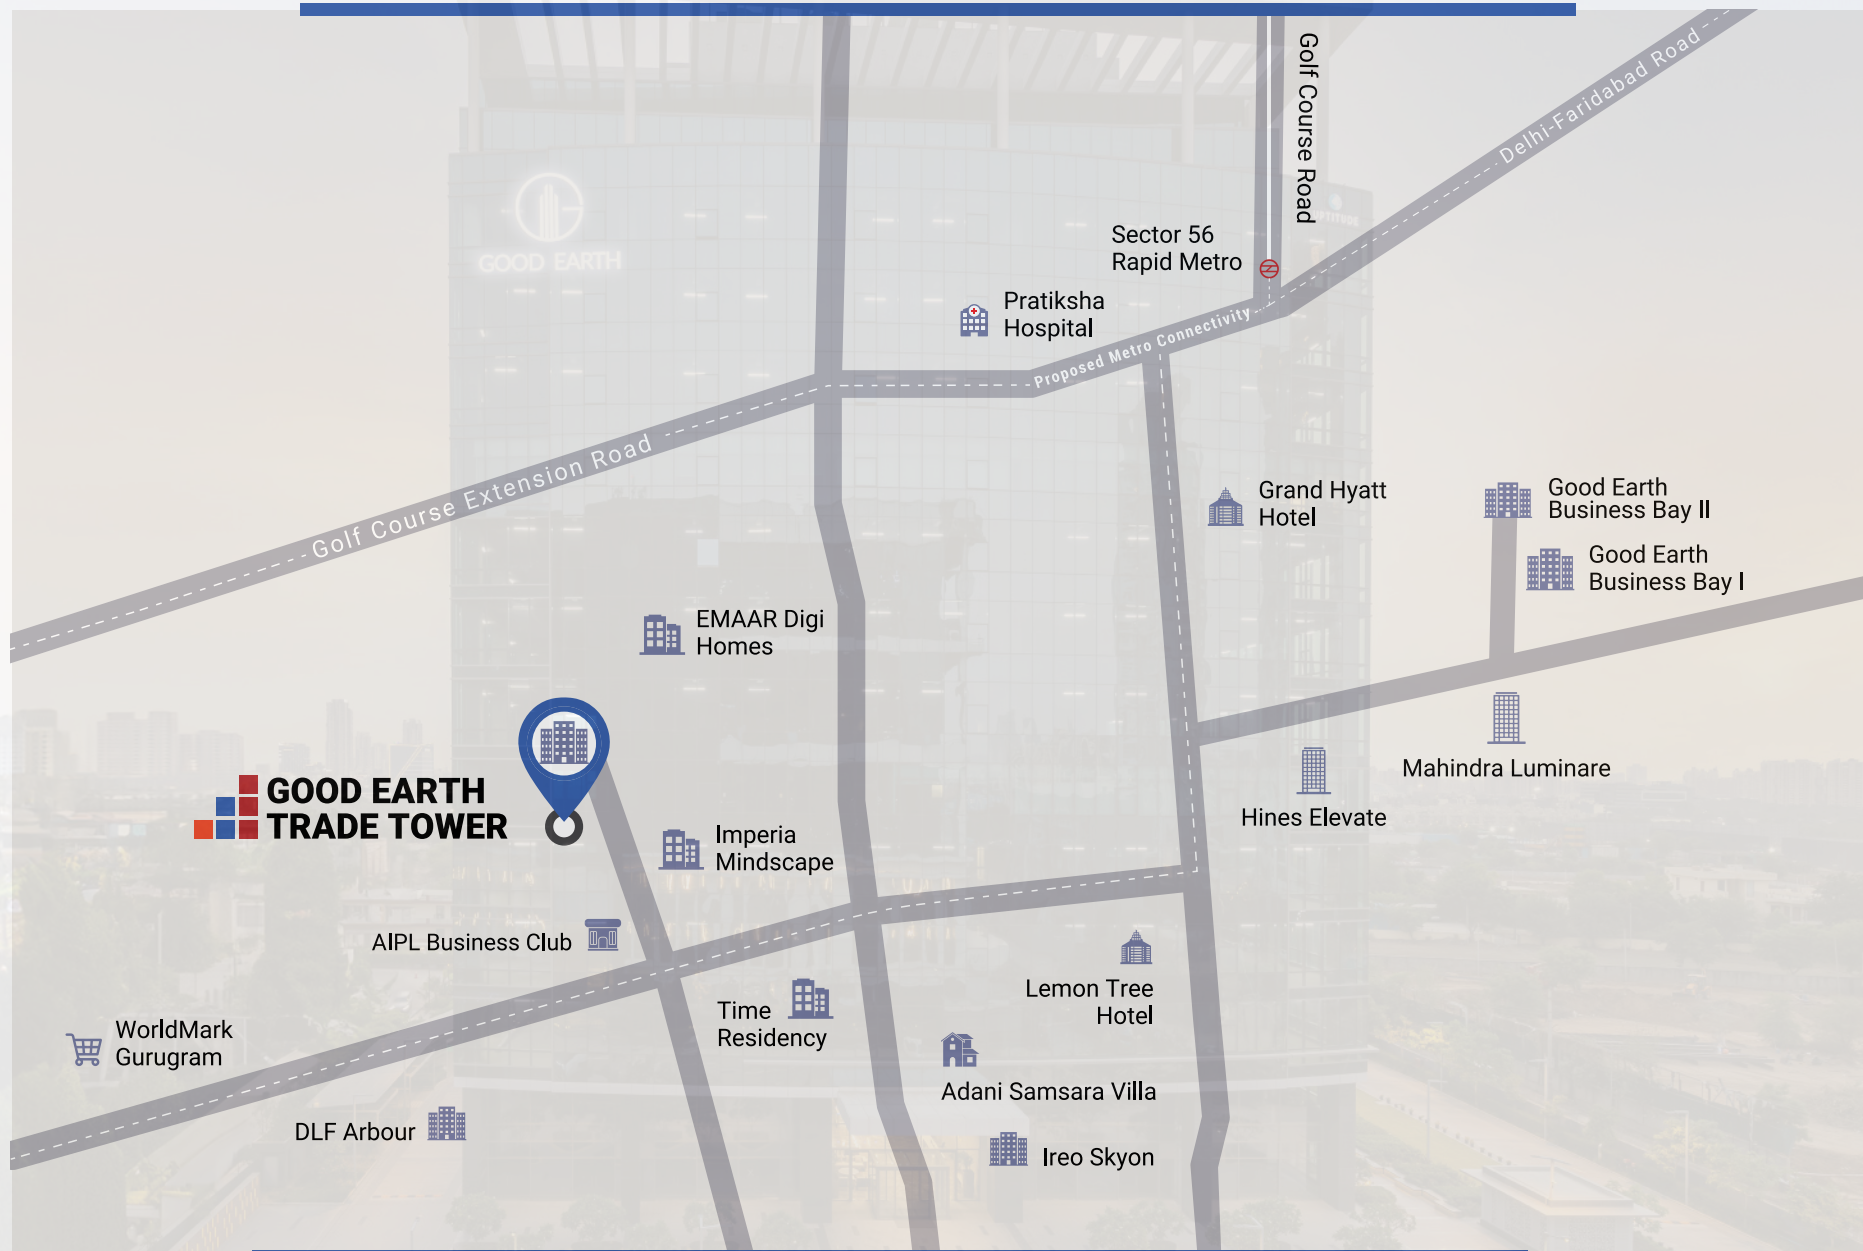 Golf Course Road
Delhi-Faridabad Road
GOOD EARTH
Sector 56
Rapid Metro
Pratiksha
Hospital
Proposed Metro Connectivity
Golf Course Extension Road
Grand Hyatt
Hotel
Good Earth
Business Bay II
Good Earth
Business Bay I
EMAAR Digi
Homes
GOOD EARTH
TRADE TOWER
Mahindra Luminare
Hines Elevate
Imperia
Mindscape
AIPL Business Club
Lemon Tree
Hotel
Time
Residency
WorldMark
Gurugram
Adani Samsara Villa
DLF Arbour
Ireo Skyon